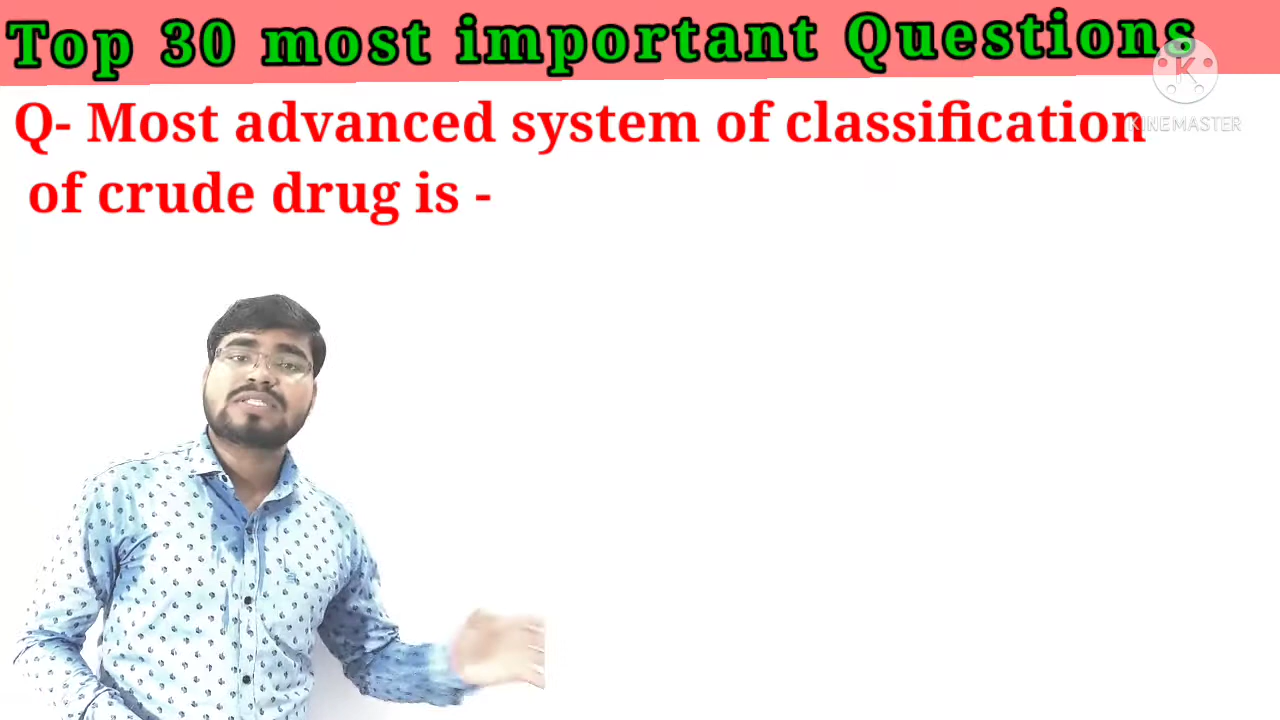 Top 30 most important Questions
Q- Most advanced system of classification
of crude drug is -
K
KINEMASTER